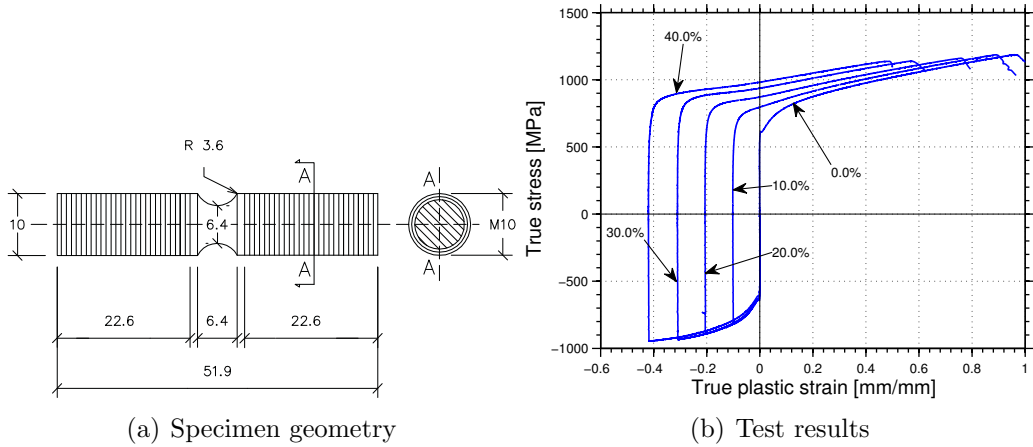 R 3.6
A
A
10
6.4
M10
A
A
22.6
6.4
22.6
51.9
(a) Specimen geometry
1500
1000
500
0
−500
−1000
−0.6
−0.4
−0.2
0
0.2
0.4
0.6
0.8
1
True stress [MPa]
True plastic strain [mm/mm]
40.0%
0.0%
10.0%
30.0%
20.0%
(b) Test results